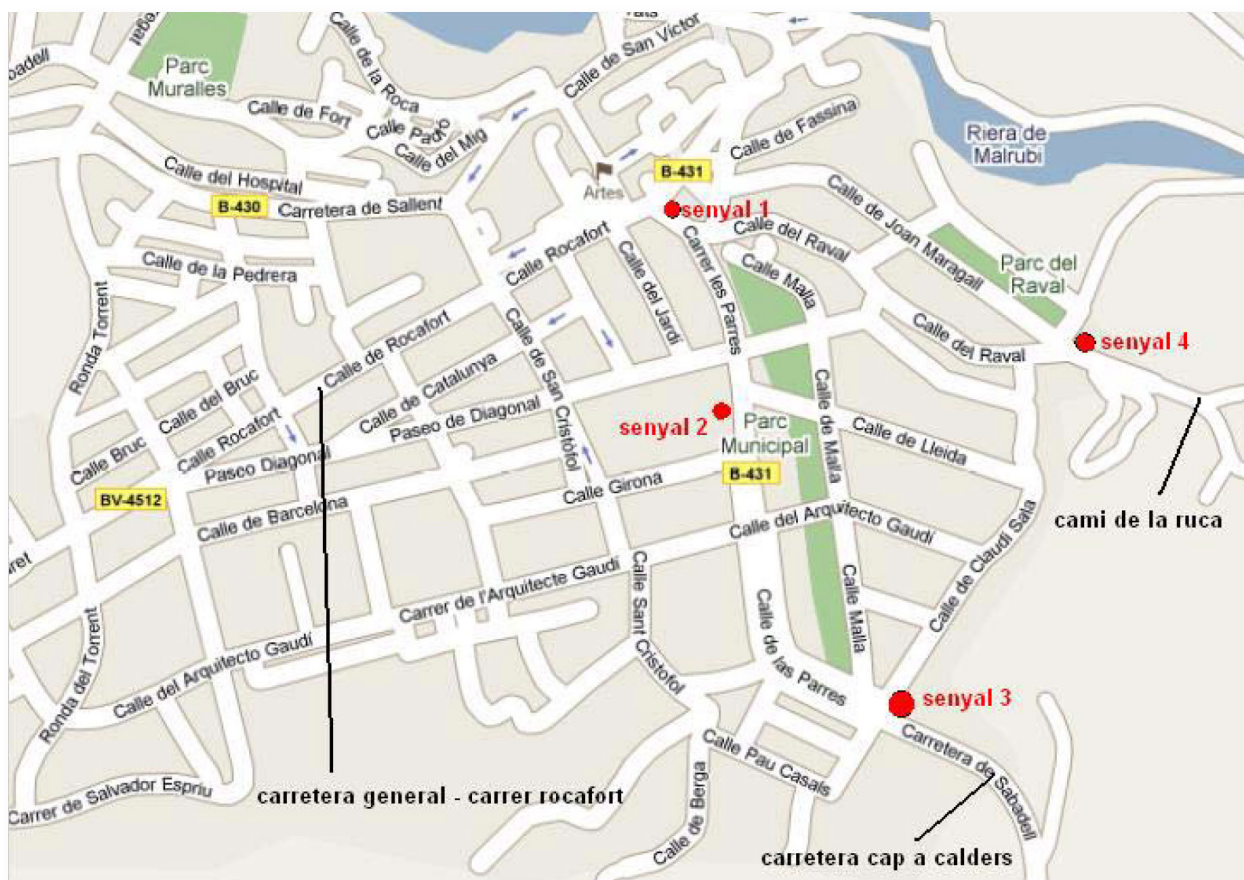 Calle de San Victor
Parc
Muralles
Calle de la Roca
Calle de Fort
Calle Padro
Calle del Mig
Calle de Fassina
Riera de
Malrubi
Calle del Hospital
B-430
Carretera de Sallent
Artes
B-431
senyal 1
Calle de Joan Maragall
Parc del
Raval
Calle de la Pedrera
Calle Rocafort
Calle del Jardi
Carrer les Parres
Calle del Raval
Calle Malla
Ronda Torrent
Calle de Rocafort
Calle de San Cristòfol
Calle del Raval
senyal 4
Calle del Bruc
Calle de Catalunya
Paseo de Diagonal
senyal 2
Parc
Municipal
Calle de Malla
Calle de Lleida
Calle Bruc
Calle Rocafort
Paseo Diagonal
BV-4512
Calle de Barcelona
Calle Girona
B-431
Calle del Arquitecto Gaudí
cami de la ruca
Calle de Claudi Sala
Carrer de l'Arquitecte Gaudí
Calle Sant Cristofol
Calle de las Parres
Calle Malla
Ronda del Torrent
Calle del Arquitecto Gaudí
senyal 3
Calle Pau Casals
Carretera de Sabadell
Carrer de Salvador Espriu
carretera general - carrer rocafort
Calle de Berga
carretera cap a calders